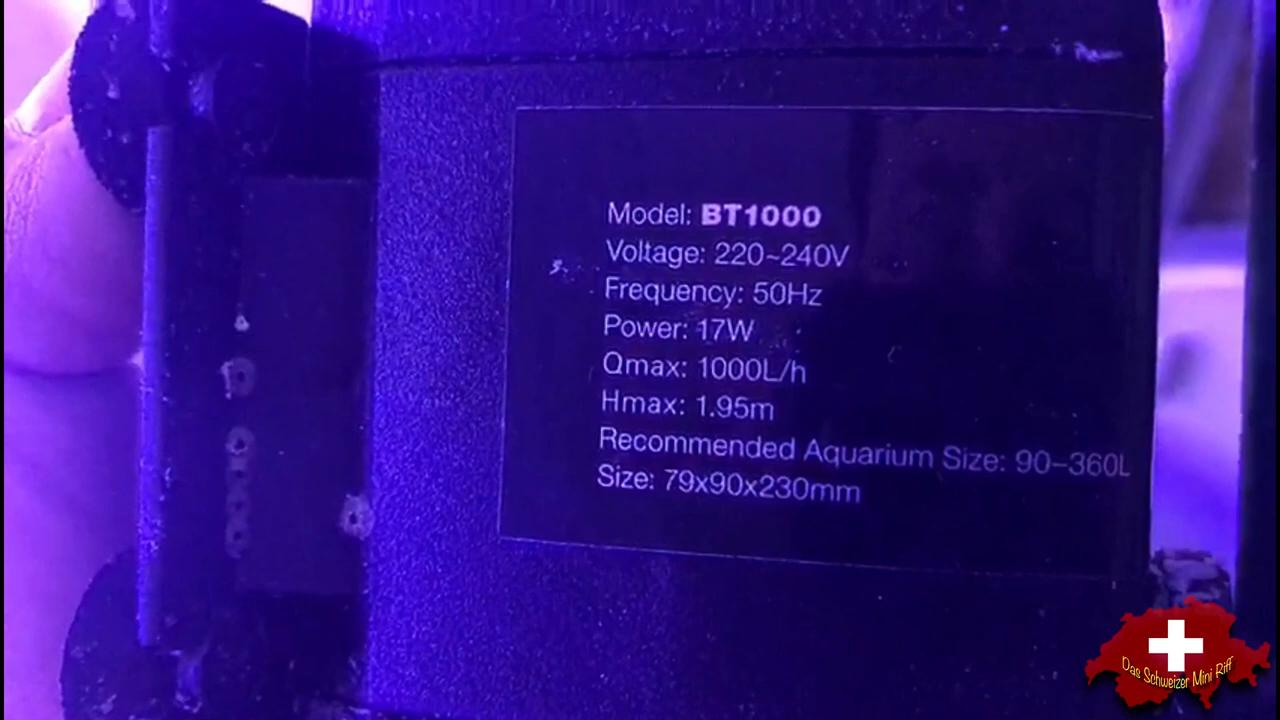 Model: BT1000
Voltage: 220~240V
Frequency: 50Hz
Power: 17W
Qmax: 1000L/h
Hmax: 1.95m
Recommended Aquarium Size: 90-360L
Size: 79x90x230mm
Das Schweizer Mini Riff